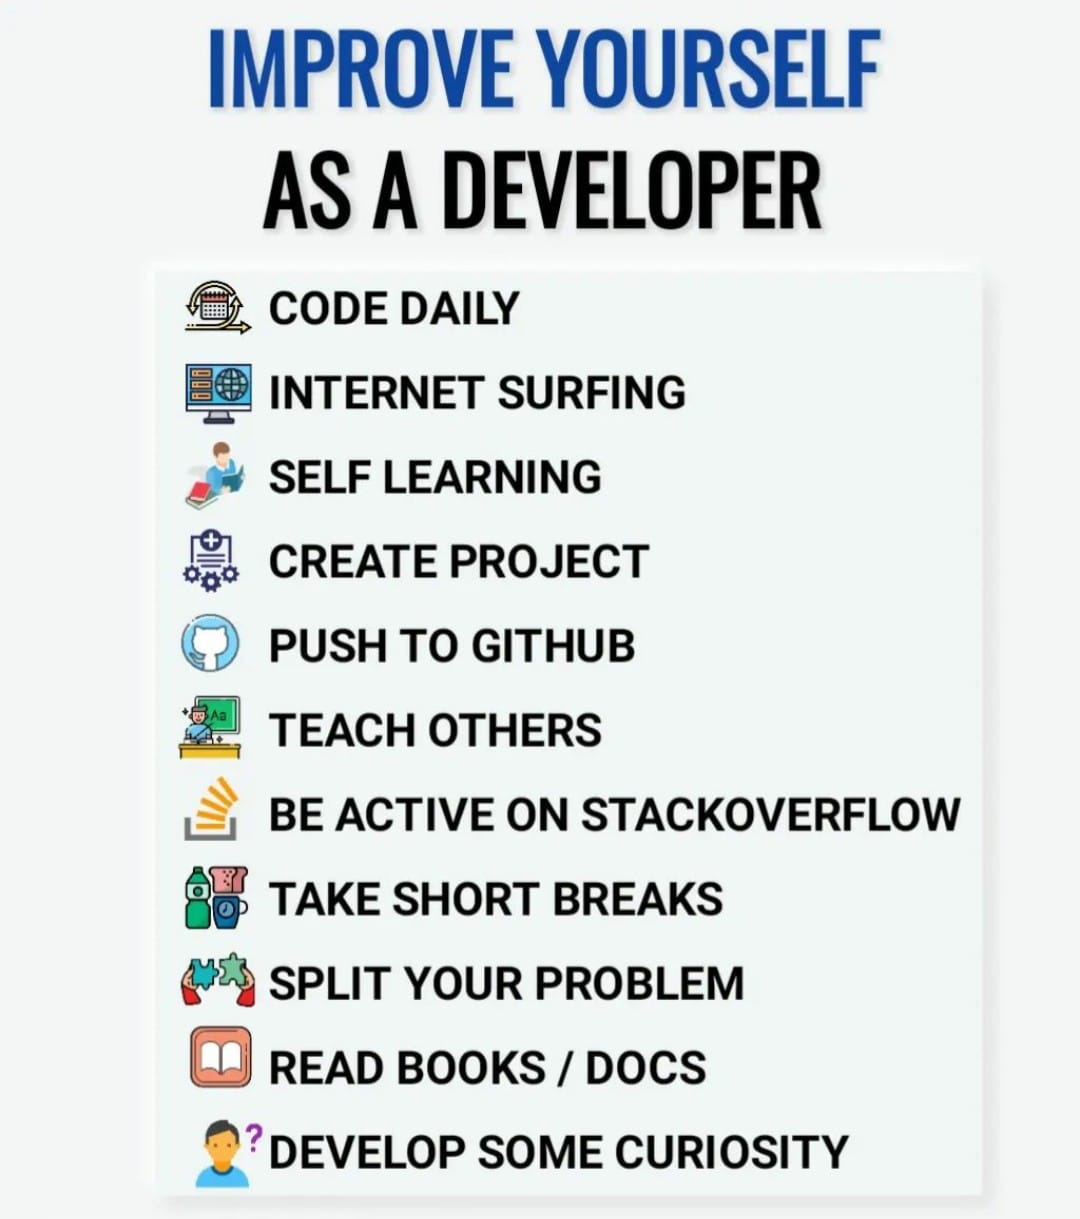 IMPROVE YOURSELF
AS A DEVELOPER
CODE DAILY
INTERNET SURFING
SELF LEARNING
CREATE PROJECT
PUSH TO GITHUB
Aa
TEACH OTHERS
BE ACTIVE ON STACKOVERFLOW
TAKE SHORT BREAKS
SPLIT YOUR PROBLEM
READ BOOKS / DOCS
? DEVELOP SOME CURIOSITY